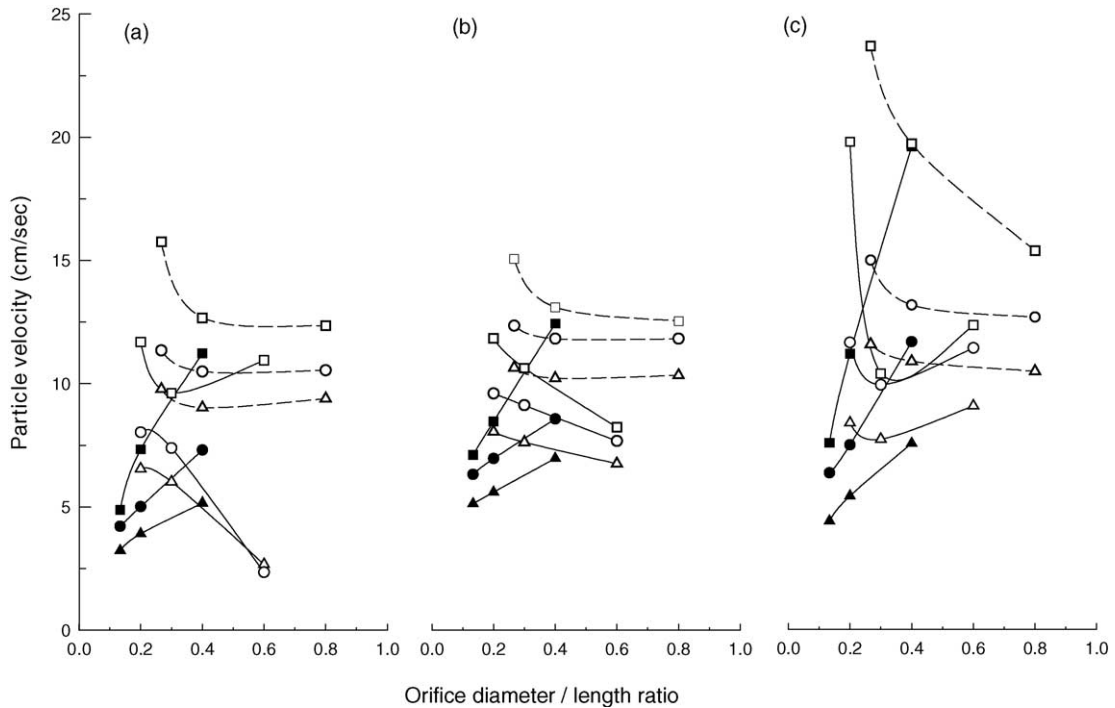 25
20
15
10
5
0
Particle velocity (cm/sec)
(a)
(b)
(c)
0.0 0.2 0.4 0.6 0.8 1.0
0.0 0.2 0.4 0.6 0.8 1.0
0.0 0.2 0.4 0.6 0.8 1.0
Orifice diameter / length ratio